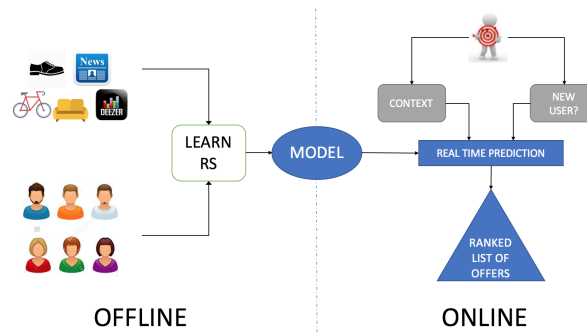 News
DEEZER
LEARN
RS
MODEL
CONTEXT
NEW
USER?
REAL TIME PREDICTION
RANKED
LIST OF
OFFERS
OFFLINE
ONLINE